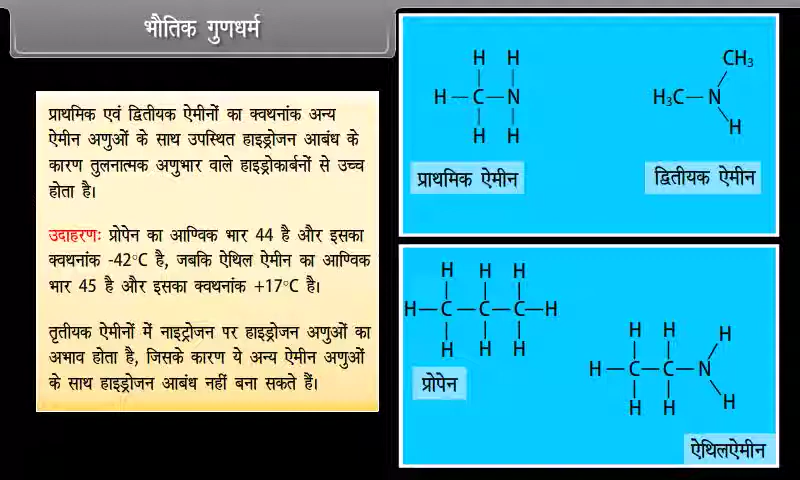 भौतिक गुणधर्म
प्राथमिक एवं द्वितीयक ऐमीनों का क्वथनांक अन्य
ऐमीन अणुओं के साथ उपस्थित हाइड्रोजन आबंध के
कारण तुलनात्मक अणुभार वाले हाइड्रोकार्बनों से उच्च
होता है।
उदाहरणः प्रोपेन का आण्विक भार 44 है और इसका
क्वथनांक -42°C है, जबकि ऐथिल ऐमीन का आण्विक
भार 45 है और इसका क्वथनांक +17°C है।
तृतीयक ऐमीनों में नाइट्रोजन पर हाइड्रोजन अणुओं का
अभाव होता है, जिसके कारण ये अन्य ऐमीन अणुओं
के साथ हाइड्रोजन आबंध नहीं बना सकते हैं।
H H
H — C — N
H H
प्राथमिक ऐमीन
CH₃
H₃C — N
H
द्वितीयक ऐमीन
H H H
H — C — C — C — H
H H H
प्रोपेन
H H H
H — C — C — N
H H H
ऐथिलऐमीन